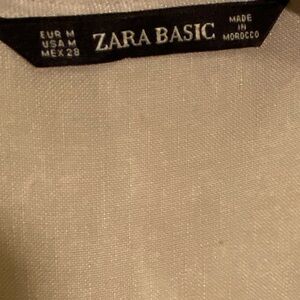 EUR M
USA M
MEX 28
ZARA BASIC
MADE
IN
MOROCCO